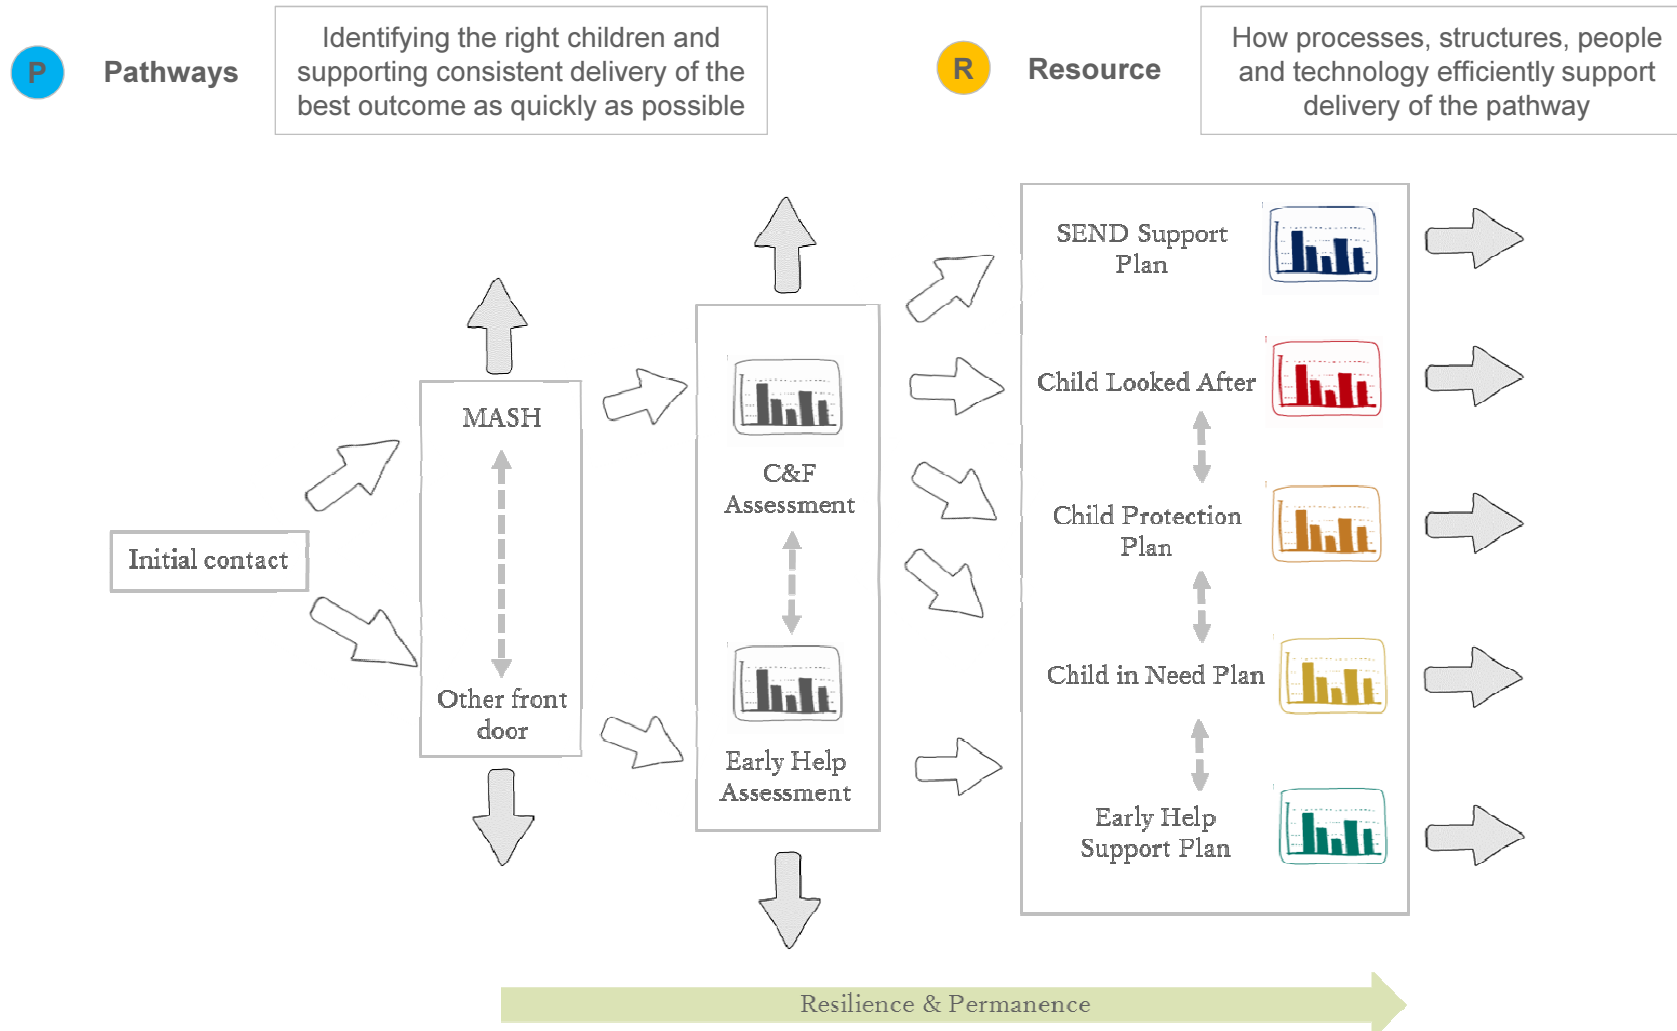 P
Pathways
Identifying the right children and
supporting consistent delivery of the
best outcome as quickly as possible
R
Resource
How processes, structures, people
and technology efficiently support
delivery of the pathway
Initial contact
MASH
Other front
door
C&F
Assessment
Early Help
Assessment
SEND Support
Plan
Child Looked After
Child Protection
Plan
Child in Need Plan
Early Help
Support Plan
Resilience & Permanence